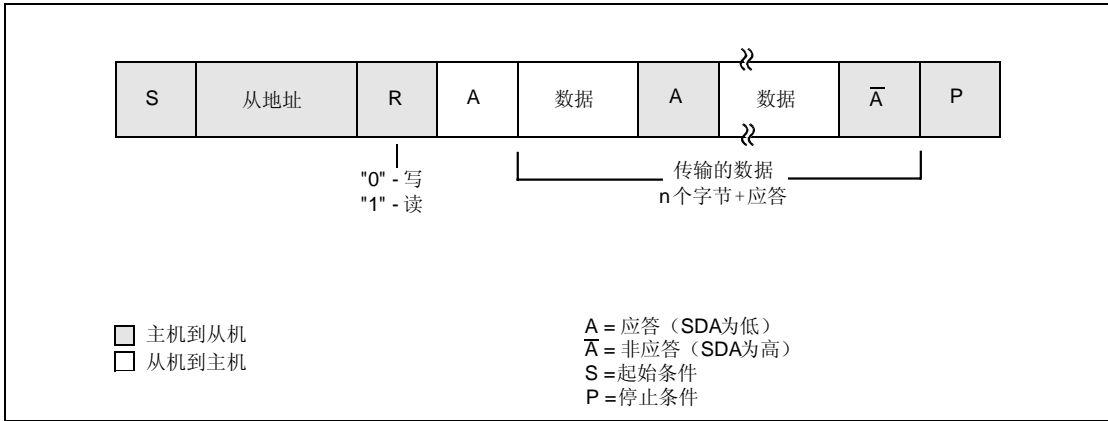 S 从地址 R A 数据 A 数据 A̅ P
"0" - 写
"1" - 读
传输的数据
n个字节+应答
主机到从机
从机到主机
A = 应答（SDA为低）
A̅ = 非应答（SDA为高）
S =起始条件
P =停止条件